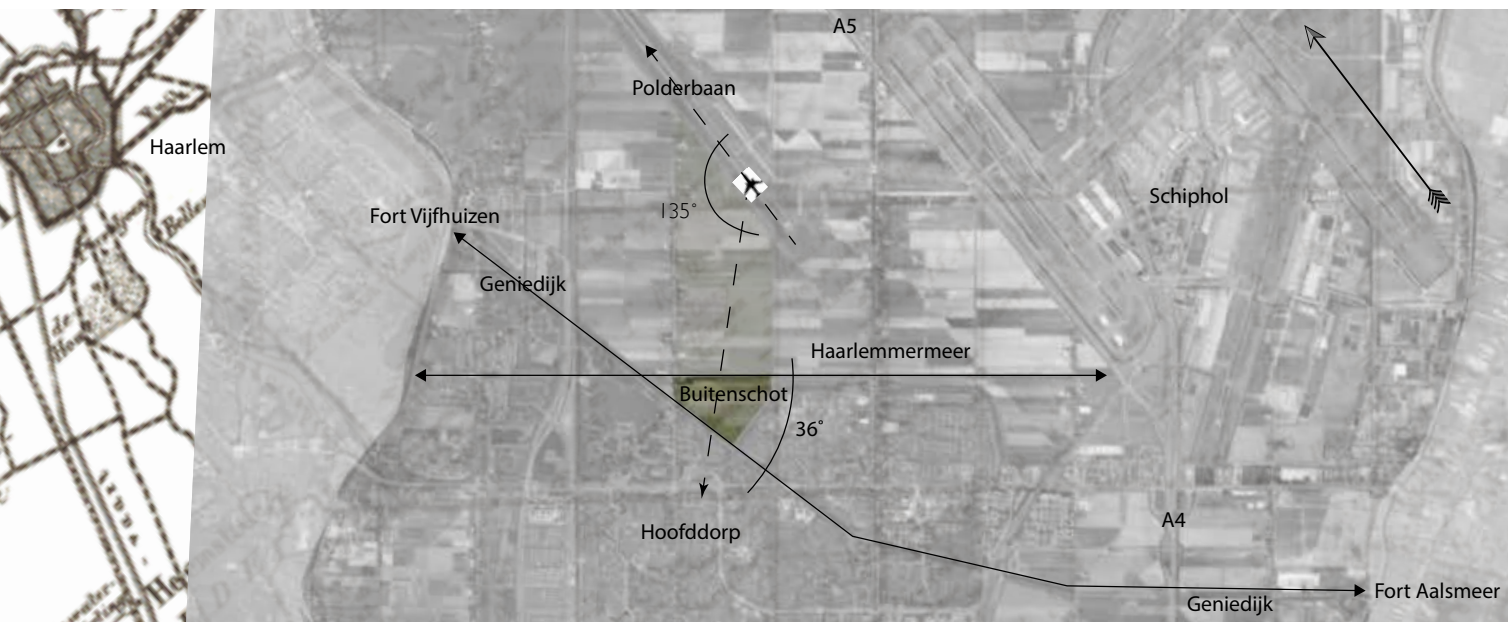 A5
Polderbaan
Haarlem
135°
Schiphol
Fort Vijfhuizen
Geniedijk
Haarlemmermeer
Buitenschot
36°
A4
Hoofddorp
Geniedijk
Fort Aalsmeer